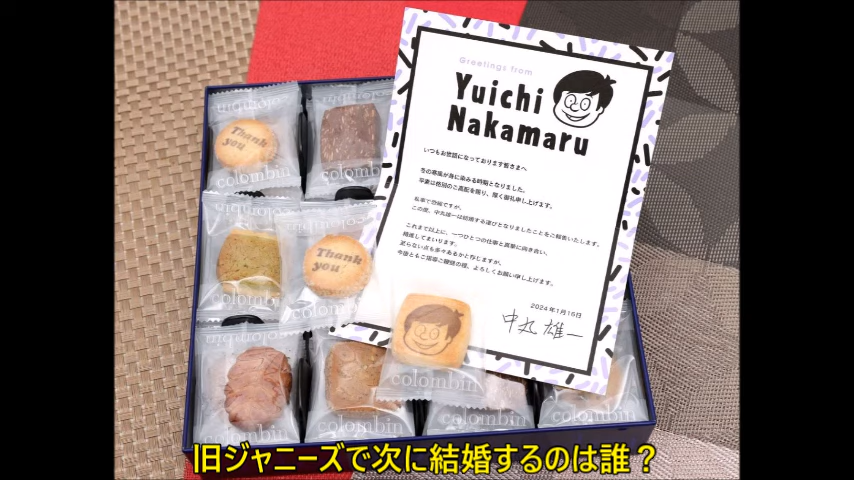 Greetings from
Yuichi
Nakamaru
いつもお世話になっております皆さまへ
冬の寒風が身に染みる時期となりました。
平素は格別のご高配を賜り、厚く御礼申し上げます。
私事で恐縮ですが、
この度、中丸雄一は結婚する運びとなりましたことをご報告いたします。
これまで以上に、一つひとつの仕事と真摯に向き合い、
精進してまいります。
至らない点も多々あるかと存じますが、
今後ともご指導ご鞭撻の程、よろしくお願い申し上げます。
2024年1月16日
中丸 雄一
colombin
Thank
you
colombin
colombin
colombin
Thank
you
colombin
colombin
colombin
colombin
colombin
旧ジャニーズで次に結婚するのは誰？